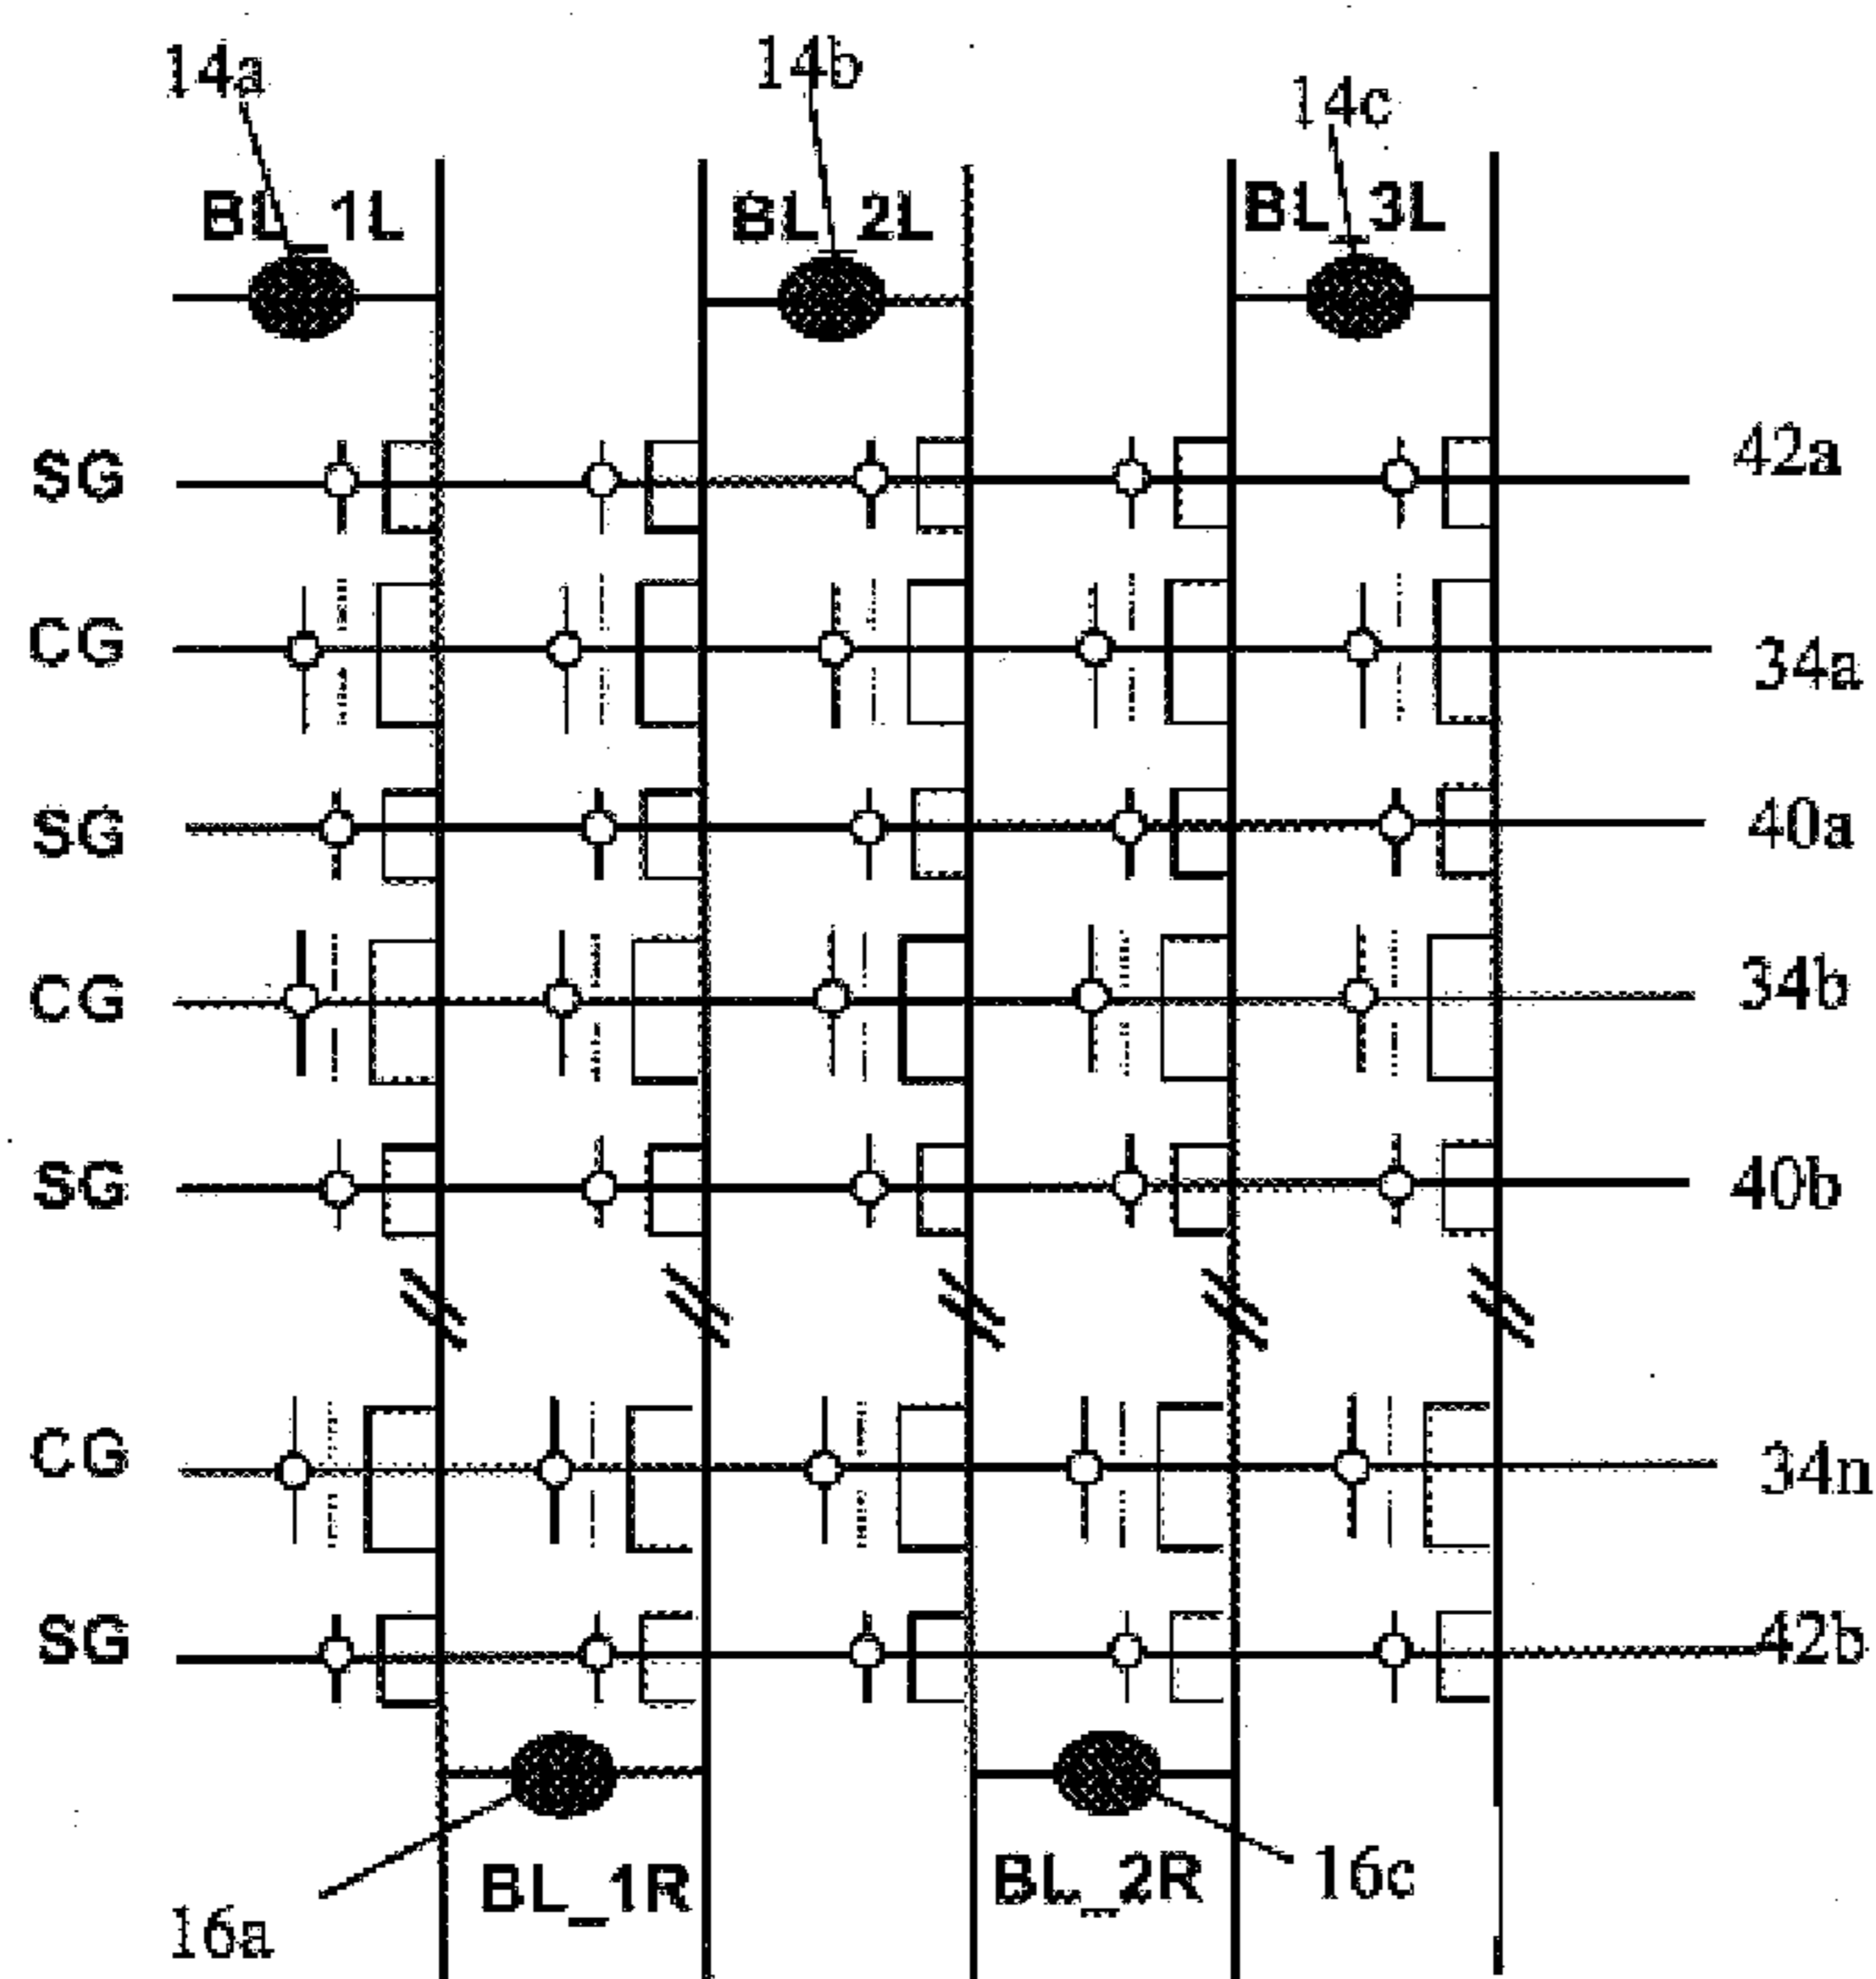 14a 14b 14c
BL_1L BL_2L BL_3L
SG 42a
CG 34a
SG 40a
CG 34b
SG 40b
CG 34n
SG 42b
BL_1R BL_2R 16c
16a